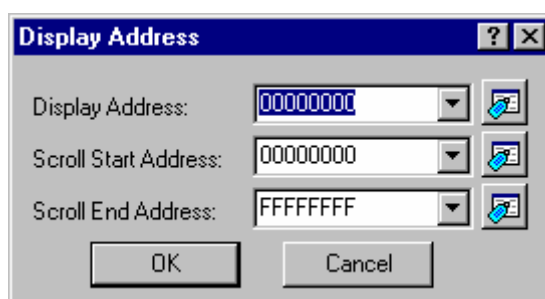 Display Address
Display Address: 00000000
Scroll Start Address: 00000000
Scroll End Address: FFFFFFFF
OK Cancel